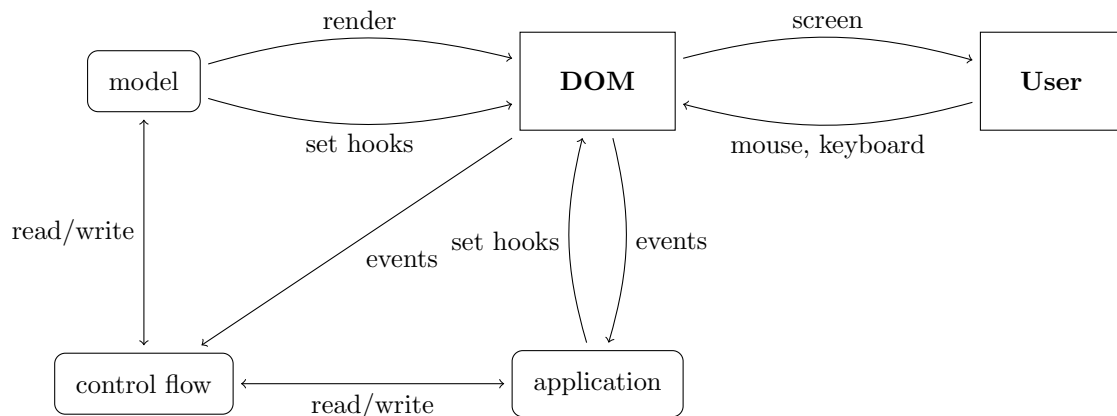 render
screen
model
DOM
User
set hooks
mouse, keyboard
read/write
events
set hooks
events
control flow
application
read/write